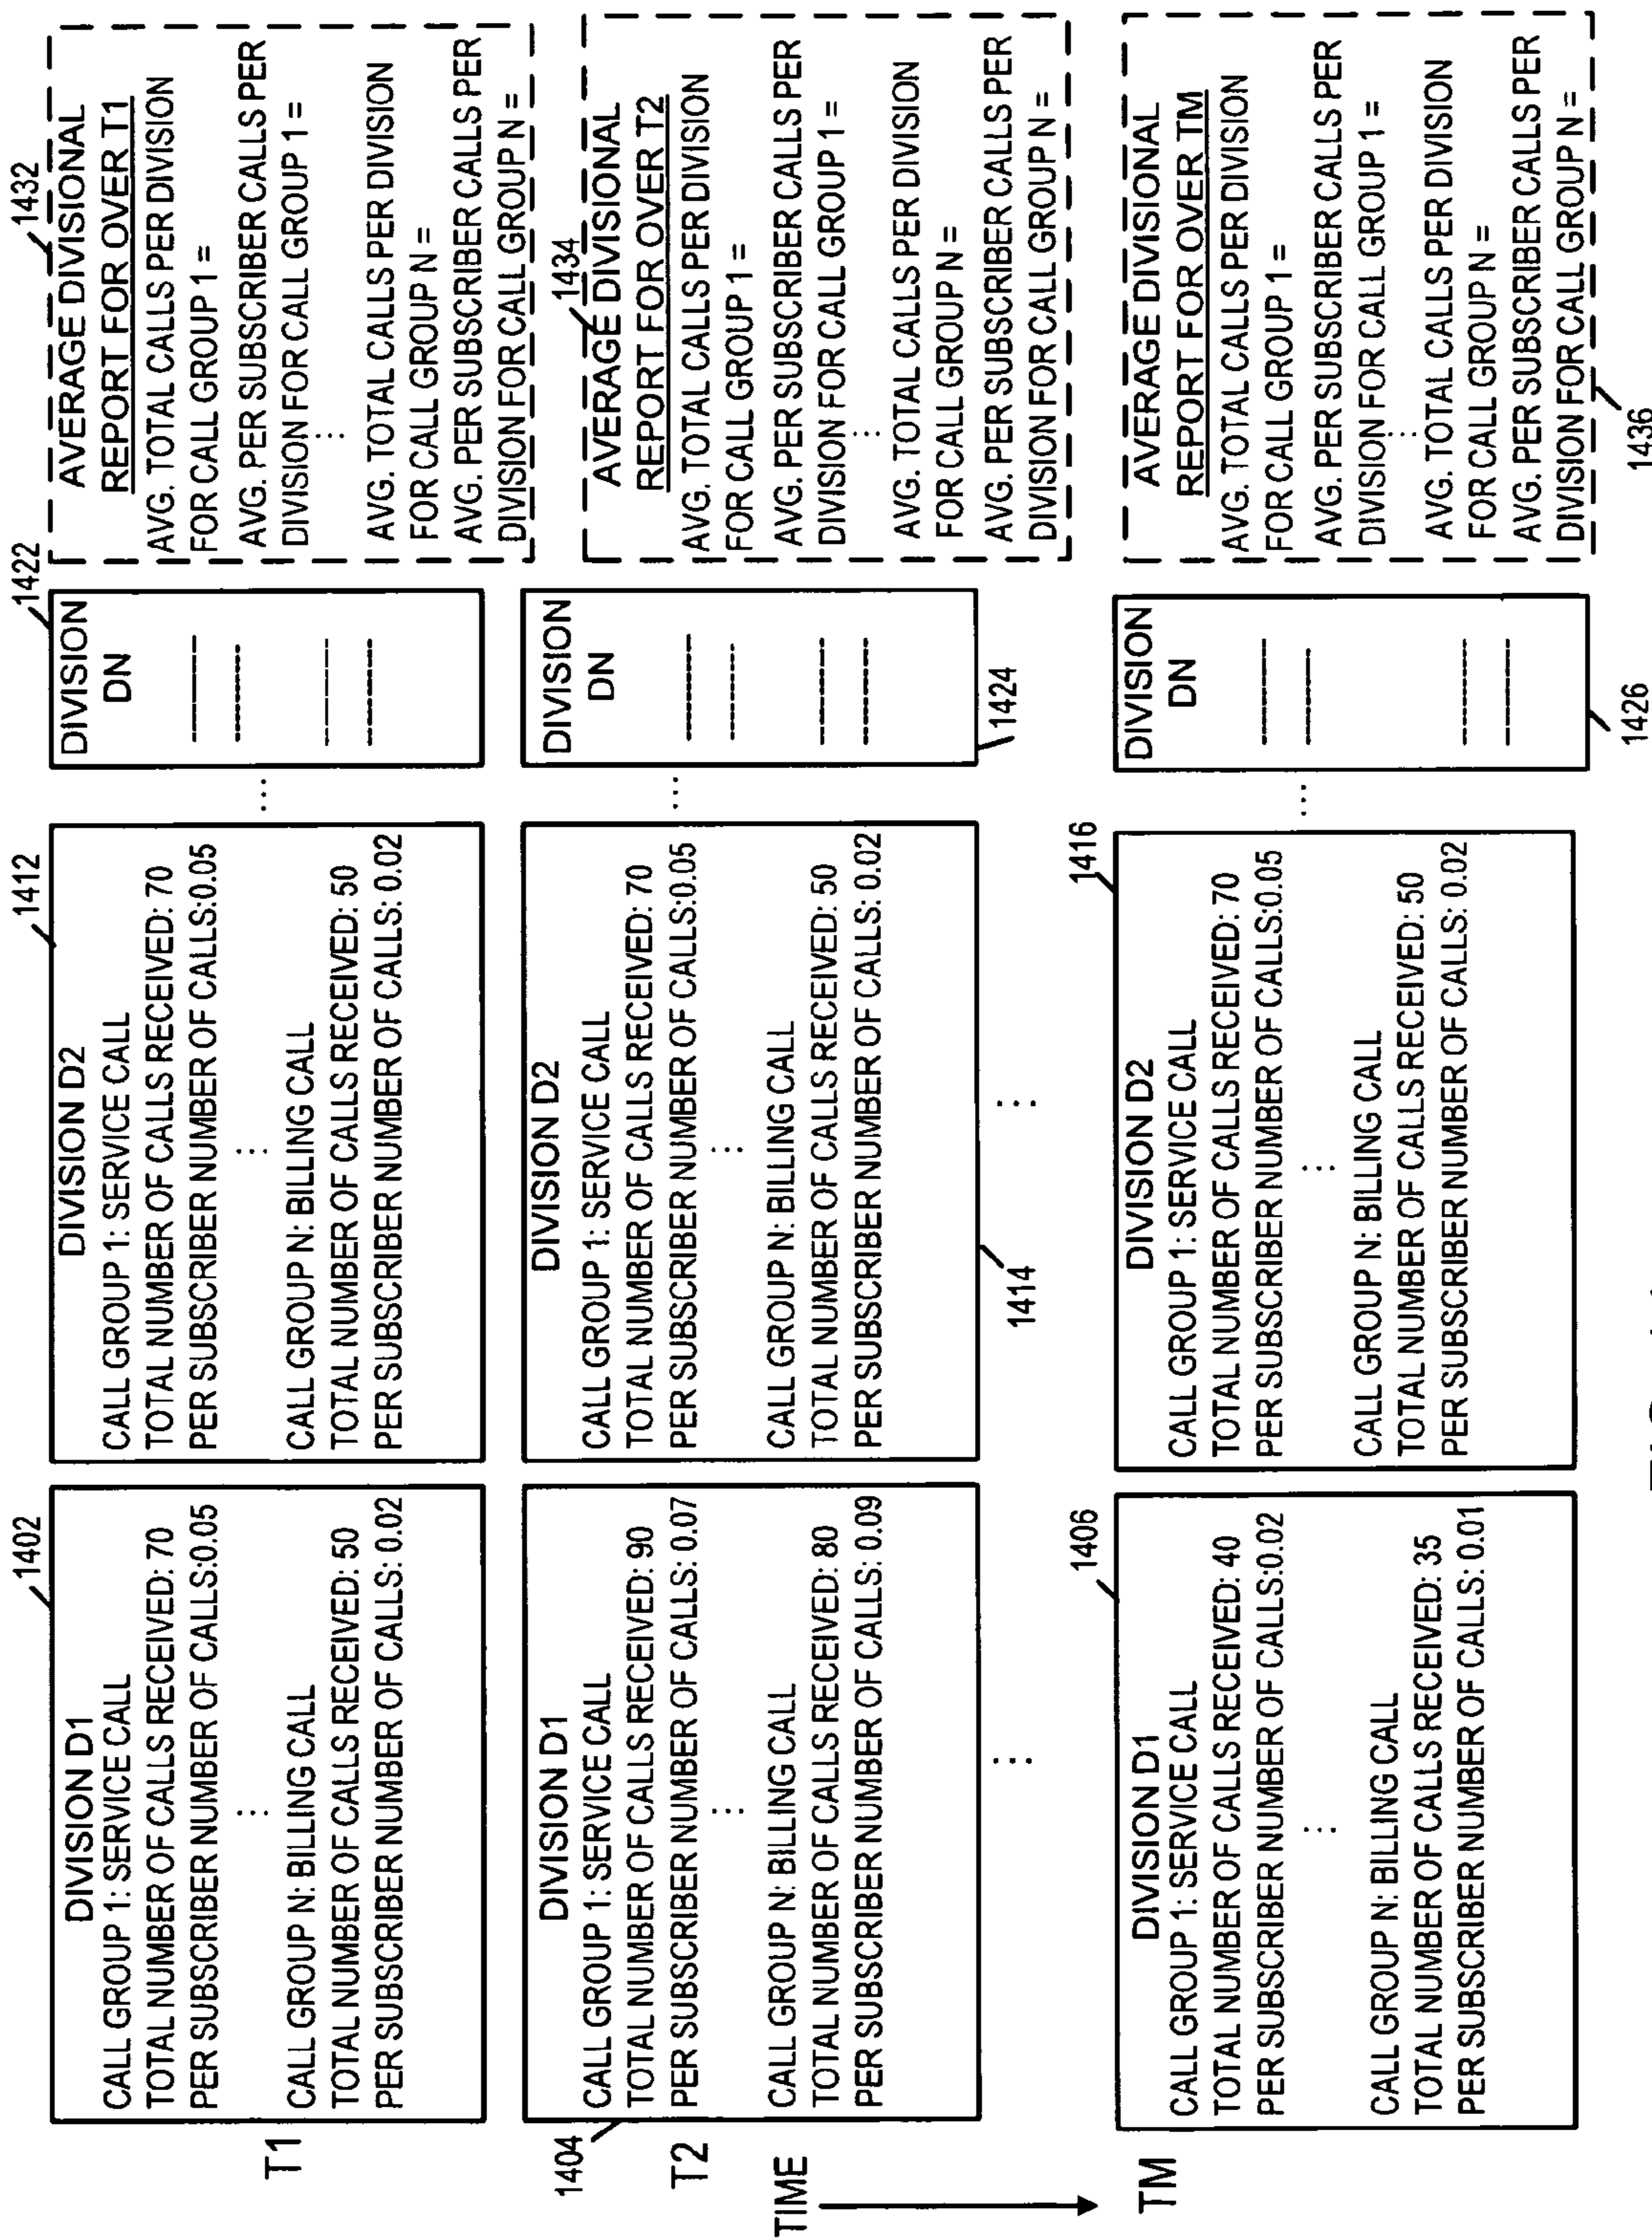 1402
DIVISION D1
CALL GROUP 1: SERVICE CALL
TOTAL NUMBER OF CALLS RECEIVED: 70
PER SUBSCRIBER NUMBER OF CALLS:0.05
...
CALL GROUP N: BILLING CALL
TOTAL NUMBER OF CALLS RECEIVED: 50
PER SUBSCRIBER NUMBER OF CALLS: 0.02
T1
1412
DIVISION D2
CALL GROUP 1: SERVICE CALL
TOTAL NUMBER OF CALLS RECEIVED: 70
PER SUBSCRIBER NUMBER OF CALLS:0.05
...
CALL GROUP N: BILLING CALL
TOTAL NUMBER OF CALLS RECEIVED: 50
PER SUBSCRIBER NUMBER OF CALLS: 0.02
...
1422
DIVISION
DN
1432
AVERAGE DIVISIONAL
REPORT FOR OVER T1
AVG. TOTAL CALLS PER DIVISION
FOR CALL GROUP 1 =
AVG. PER SUBSCRIBER CALLS PER
DIVISION FOR CALL GROUP 1 =
...
AVG. TOTAL CALLS PER DIVISION
FOR CALL GROUP N =
AVG. PER SUBSCRIBER CALLS PER
DIVISION FOR CALL GROUP N =
1404
T2
DIVISION D1
CALL GROUP 1: SERVICE CALL
TOTAL NUMBER OF CALLS RECEIVED: 90
PER SUBSCRIBER NUMBER OF CALLS: 0.07
...
CALL GROUP N: BILLING CALL
TOTAL NUMBER OF CALLS RECEIVED: 80
PER SUBSCRIBER NUMBER OF CALLS: 0.09
...
DIVISION D2
CALL GROUP 1: SERVICE CALL
TOTAL NUMBER OF CALLS RECEIVED: 70
PER SUBSCRIBER NUMBER OF CALLS:0.05
...
CALL GROUP N: BILLING CALL
TOTAL NUMBER OF CALLS RECEIVED: 50
PER SUBSCRIBER NUMBER OF CALLS: 0.02
1414
...
...
DIVISION
DN
1424
1434
AVERAGE DIVISIONAL
REPORT FOR OVER T2
AVG. TOTAL CALLS PER DIVISION
FOR CALL GROUP 1 =
AVG. PER SUBSCRIBER CALLS PER
DIVISION FOR CALL GROUP 1 =
...
AVG. TOTAL CALLS PER DIVISION
FOR CALL GROUP N =
AVG. PER SUBSCRIBER CALLS PER
DIVISION FOR CALL GROUP N =
TIME
TM
1406
DIVISION D1
CALL GROUP 1: SERVICE CALL
TOTAL NUMBER OF CALLS RECEIVED: 40
PER SUBSCRIBER NUMBER OF CALLS:0.02
...
CALL GROUP N: BILLING CALL
TOTAL NUMBER OF CALLS RECEIVED: 35
PER SUBSCRIBER NUMBER OF CALLS: 0.01
1416
DIVISION D2
CALL GROUP 1: SERVICE CALL
TOTAL NUMBER OF CALLS RECEIVED: 70
PER SUBSCRIBER NUMBER OF CALLS:0.05
...
CALL GROUP N: BILLING CALL
TOTAL NUMBER OF CALLS RECEIVED: 50
PER SUBSCRIBER NUMBER OF CALLS: 0.02
...
DIVISION
DN
1426
AVERAGE DIVISIONAL
REPORT FOR OVER TM
AVG. TOTAL CALLS PER DIVISION
FOR CALL GROUP 1 =
AVG. PER SUBSCRIBER CALLS PER
DIVISION FOR CALL GROUP 1 =
...
AVG. TOTAL CALLS PER DIVISION
FOR CALL GROUP N =
AVG. PER SUBSCRIBER CALLS PER
DIVISION FOR CALL GROUP N =
1436